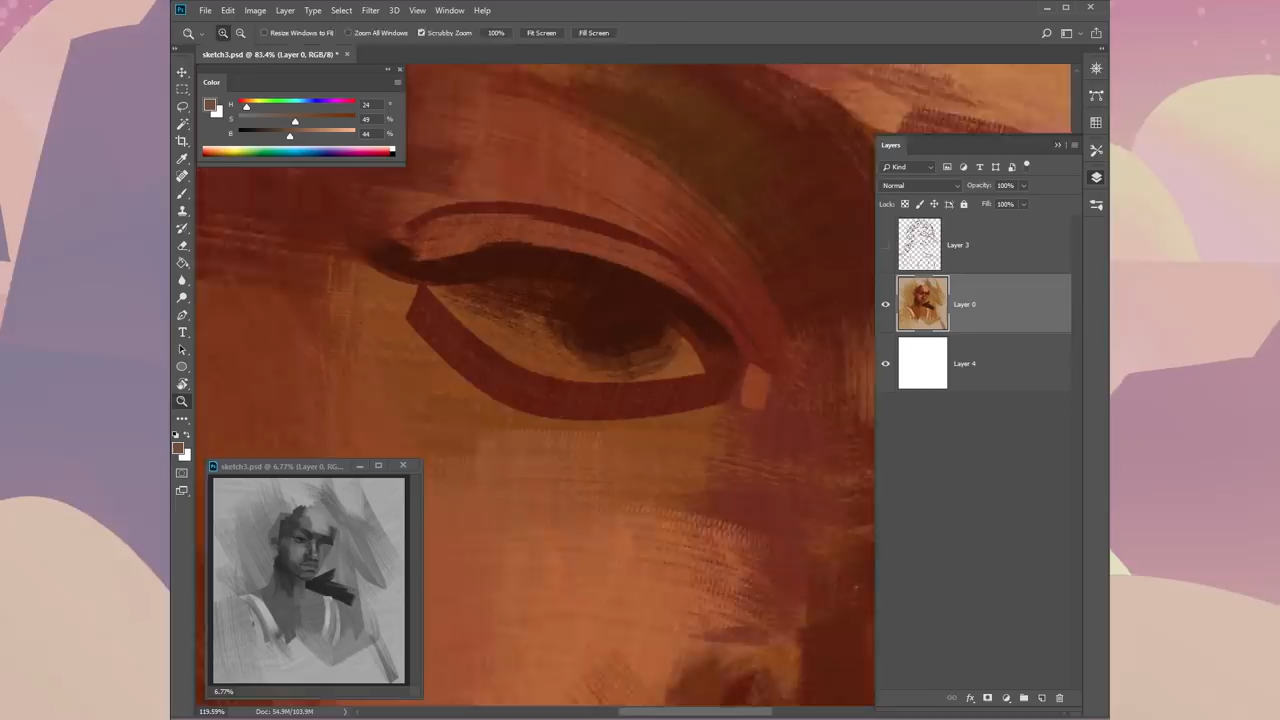 File Edit Image Layer Type Select Filter 3D View Window Help
Resize Windows to Fit Zoom All Windows Scrubby Zoom 100% Fit Screen Fill Screen
sketch3.psd @ 83.4% (Layer 0, RGB/8) *
Color
H 24 °
S 49 %
B 44 %
Layers
Kind
Normal Opacity: 100%
Lock: Fill: 100%
Layer 3
Layer 0
Layer 4
sketch3.psd @ 6.77% (Layer 0, RG...
6.77%
119.59% Doc: 54.9M/103.9M